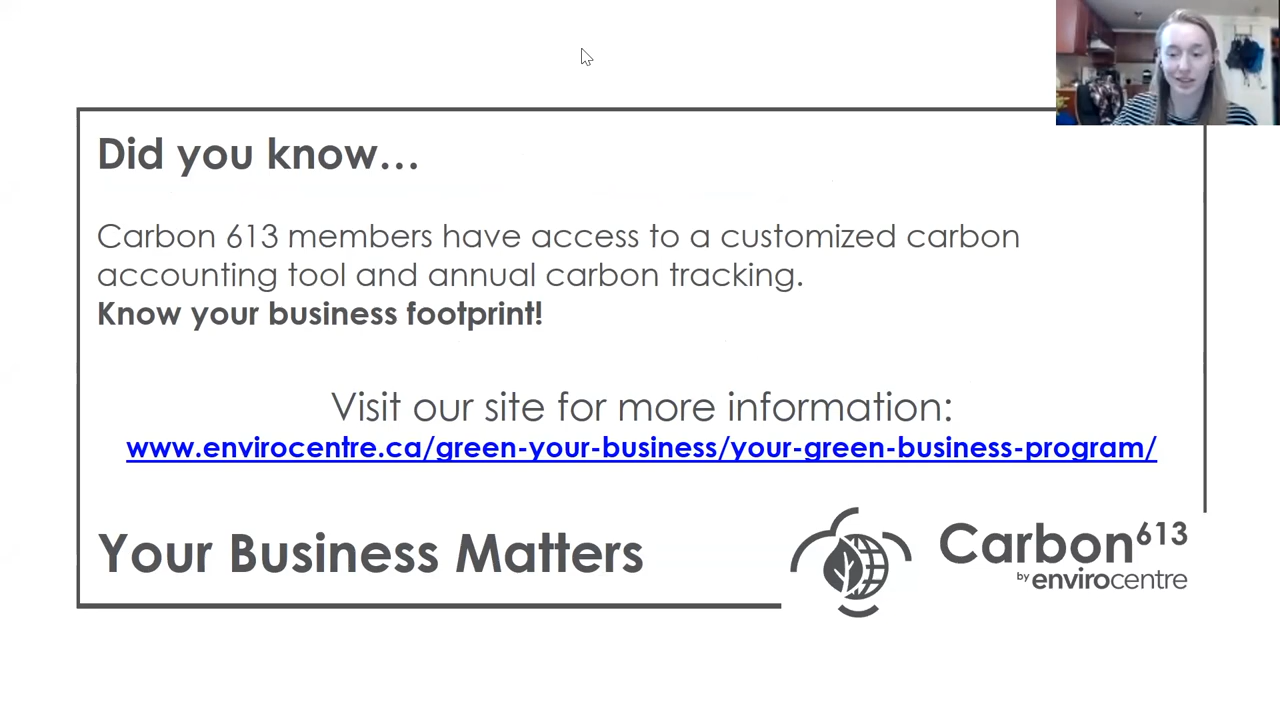 Did you know...
Carbon 613 members have access to a customized carbon
accounting tool and annual carbon tracking.
Know your business footprint!
Visit our site for more information:
www.envirocentre.ca/green-your-business/your-green-business-program/
Your Business Matters
Carbon613
by envirocentre